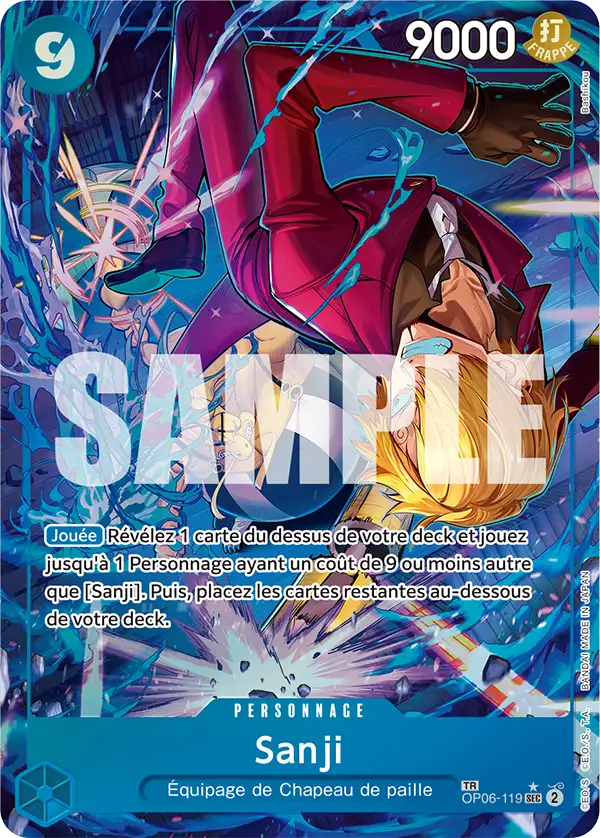 9
9000
打
FRAPPE
Bashikou
SAMPLE
Jouée Révélez 1 carte du dessus de votre deck et jouez
jusqu'à 1 Personnage ayant un coût de 9 ou moins autre
que [Sanji]. Puis, placez les cartes restantes au-dessous
de votre deck.
PERSONNAGE
Sanji
Équipage de Chapeau de paille
TR
OP06-119 SEC 2
©E.O/S ©E.O./S., T.A. BANDAI MADE IN JAPAN